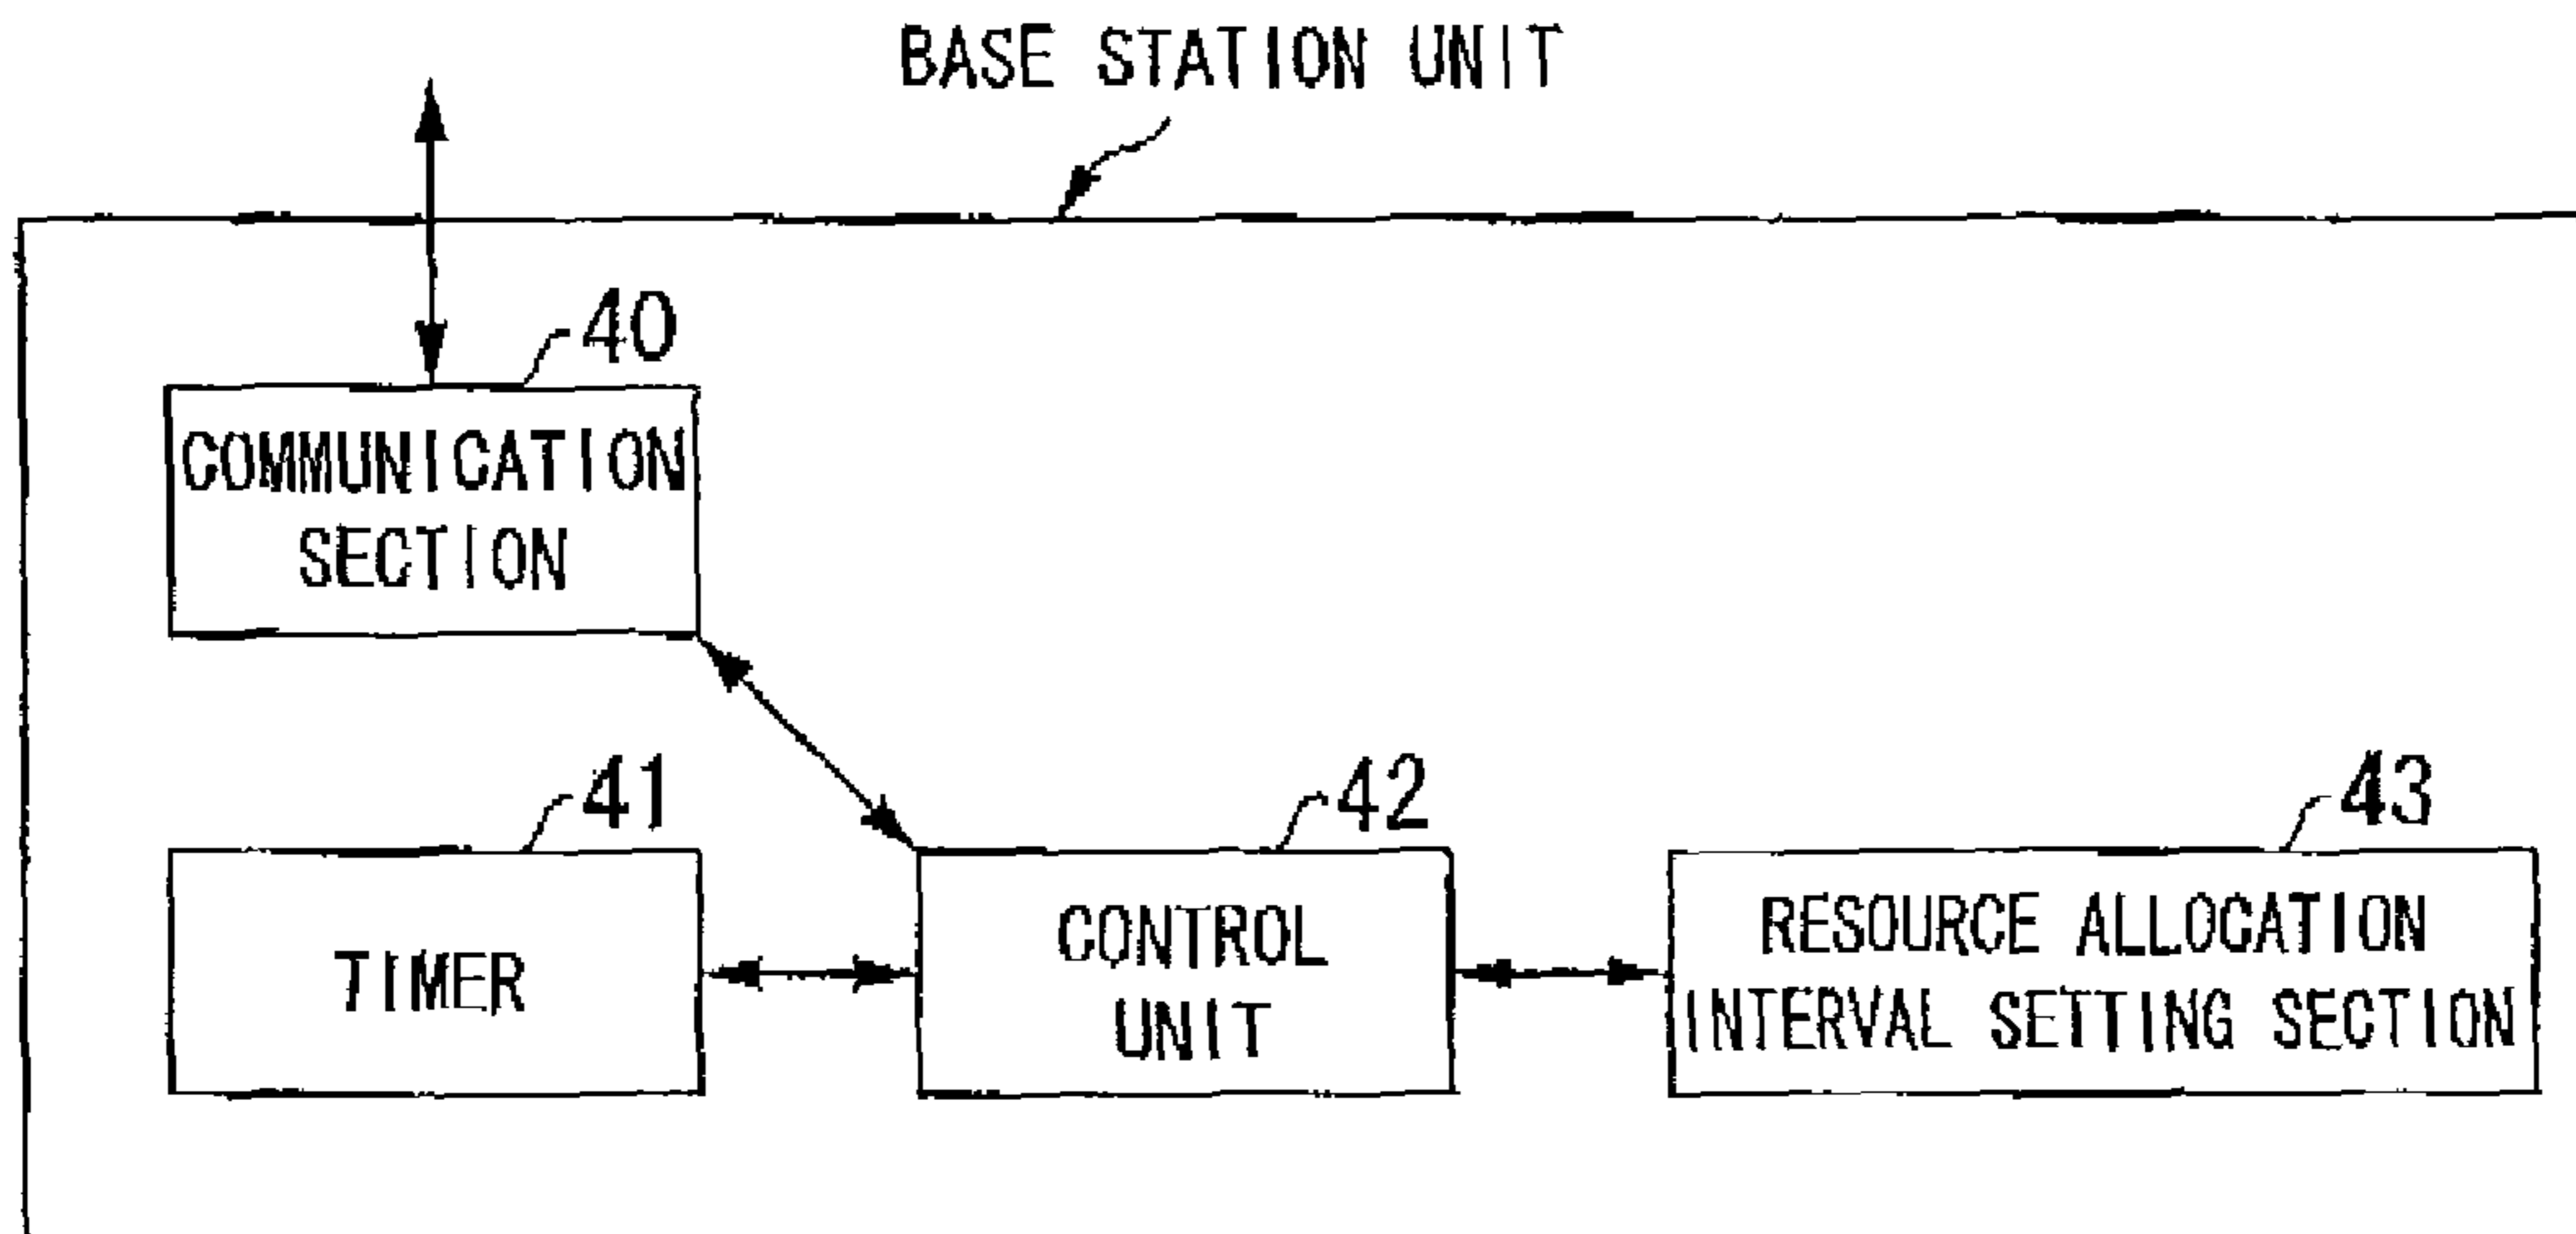 BASE STATION UNIT
40
COMMUNICATION
SECTION
41
TIMER
42
CONTROL
UNIT
43
RESOURCE ALLOCATION
INTERVAL SETTING SECTION